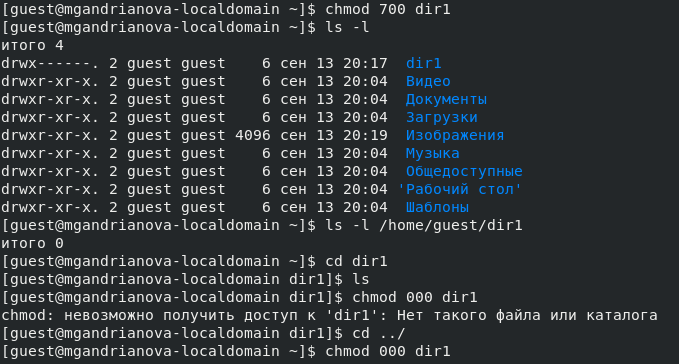 [guest@mgandrianova-localdomain ~]$ chmod 700 dir1
[guest@mgandrianova-localdomain ~]$ ls -l
итого 4
drwx------. 2 guest guest    6 сен 13 20:17  dir1
drwxr-xr-x. 2 guest guest    6 сен 13 20:04  Видео
drwxr-xr-x. 2 guest guest    6 сен 13 20:04  Документы
drwxr-xr-x. 2 guest guest    6 сен 13 20:04  Загрузки
drwxr-xr-x. 2 guest guest 4096 сен 13 20:19  Изображения
drwxr-xr-x. 2 guest guest    6 сен 13 20:04  Музыка
drwxr-xr-x. 2 guest guest    6 сен 13 20:04  Общедоступные
drwxr-xr-x. 2 guest guest    6 сен 13 20:04 'Рабочий стол'
drwxr-xr-x. 2 guest guest    6 сен 13 20:04  Шаблоны
[guest@mgandrianova-localdomain ~]$ ls -l /home/guest/dir1
итого 0
[guest@mgandrianova-localdomain ~]$ cd dir1
[guest@mgandrianova-localdomain dir1]$ ls
[guest@mgandrianova-localdomain dir1]$ chmod 000 dir1
chmod: невозможно получить доступ к 'dir1': Нет такого файла или каталога
[guest@mgandrianova-localdomain dir1]$ cd ../
[guest@mgandrianova-localdomain ~]$ chmod 000 dir1